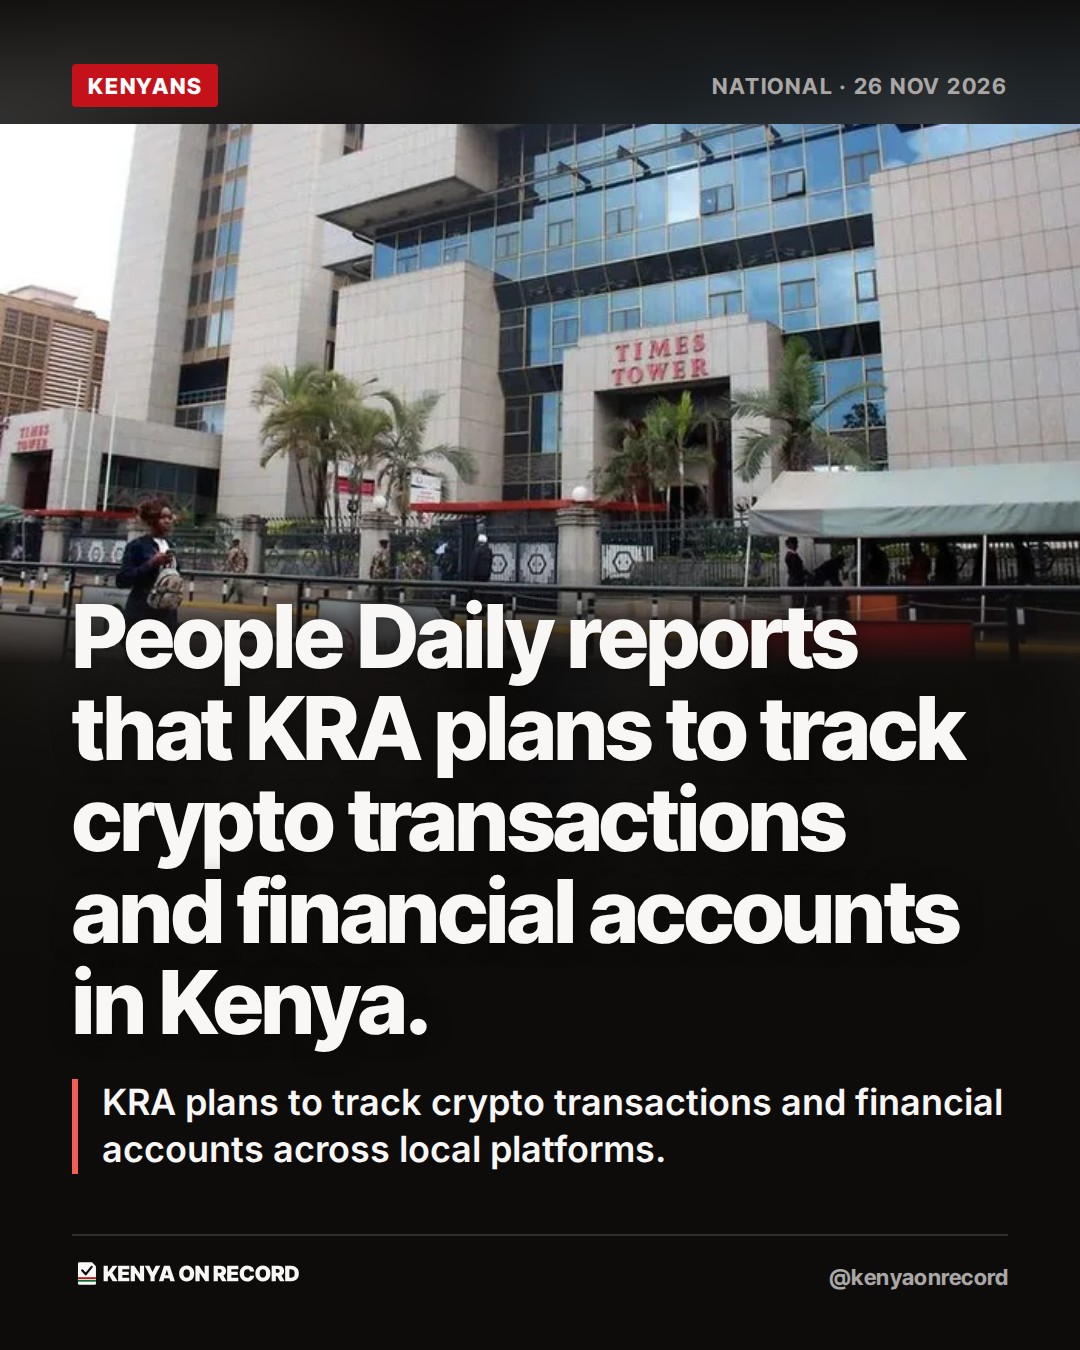 KENYANS
NATIONAL · 26 NOV 2026
TIMES
TOWER
TIMES
TOWER
People Daily reports
that KRA plans to track
crypto transactions
and financial accounts
in Kenya.
KRA plans to track crypto transactions and financial
accounts across local platforms.
KENYA ON RECORD
@kenyaonrecord